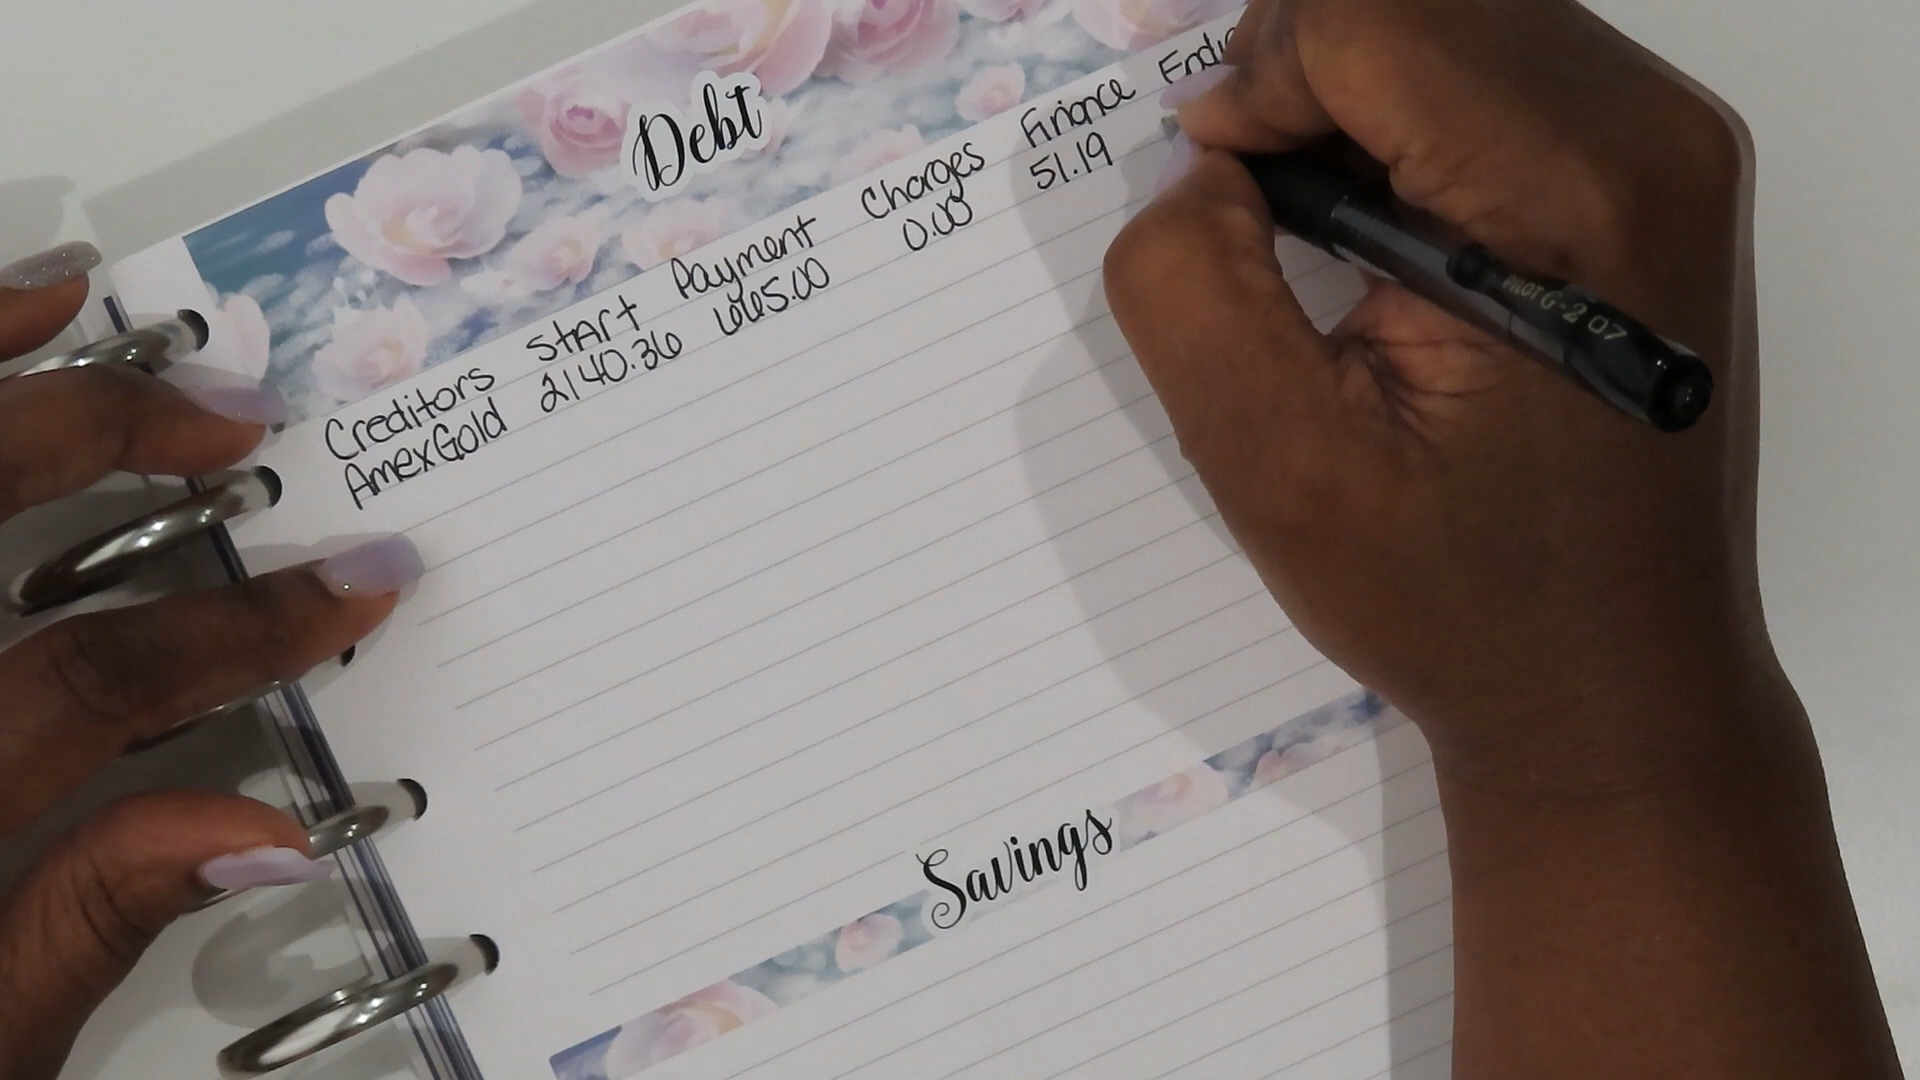 Debt
Creditors Start Payment Charges Finance
AmexGold 2140.36 665.00 0.00 51.19
Savings
PILOT G-2 07